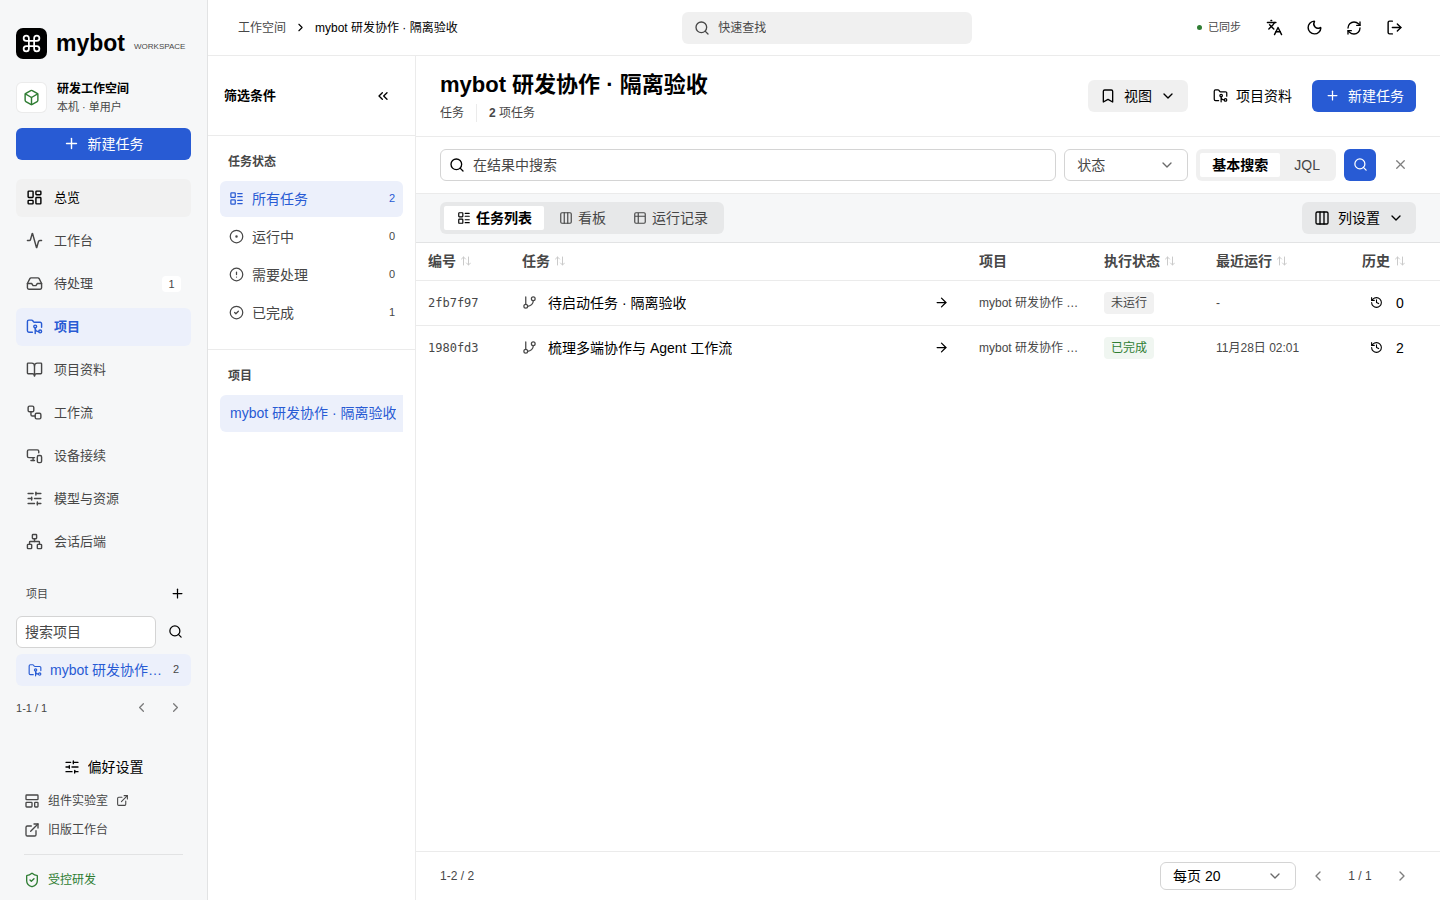 mybot WORKSPACE
研发工作空间
本机 · 单用户
新建任务
总览
工作台
待处理 1
项目
项目资料
工作流
设备接续
模型与资源
会话后端
项目
搜索项目
mybot 研发协作… 2
1-1 / 1
偏好设置
组件实验室
旧版工作台
受控研发
工作空间 mybot 研发协作 · 隔离验收
快速查找
已同步
筛选条件
任务状态
所有任务 2
运行中 0
需要处理 0
已完成 1
项目
mybot 研发协作 · 隔离验收
mybot 研发协作 · 隔离验收
任务 2 项任务
视图 项目资料 新建任务
在结果中搜索 状态 基本搜索 JQL
任务列表 看板 运行记录 列设置
编号 任务 项目 执行状态 最近运行 历史
2fb7f97 待启动任务 · 隔离验收 mybot 研发协作 … 未运行 - 0
1980fd3 梳理多端协作与 Agent 工作流 mybot 研发协作 … 已完成 11月28日 02:01 2
1-2 / 2 每页 20 1 / 1